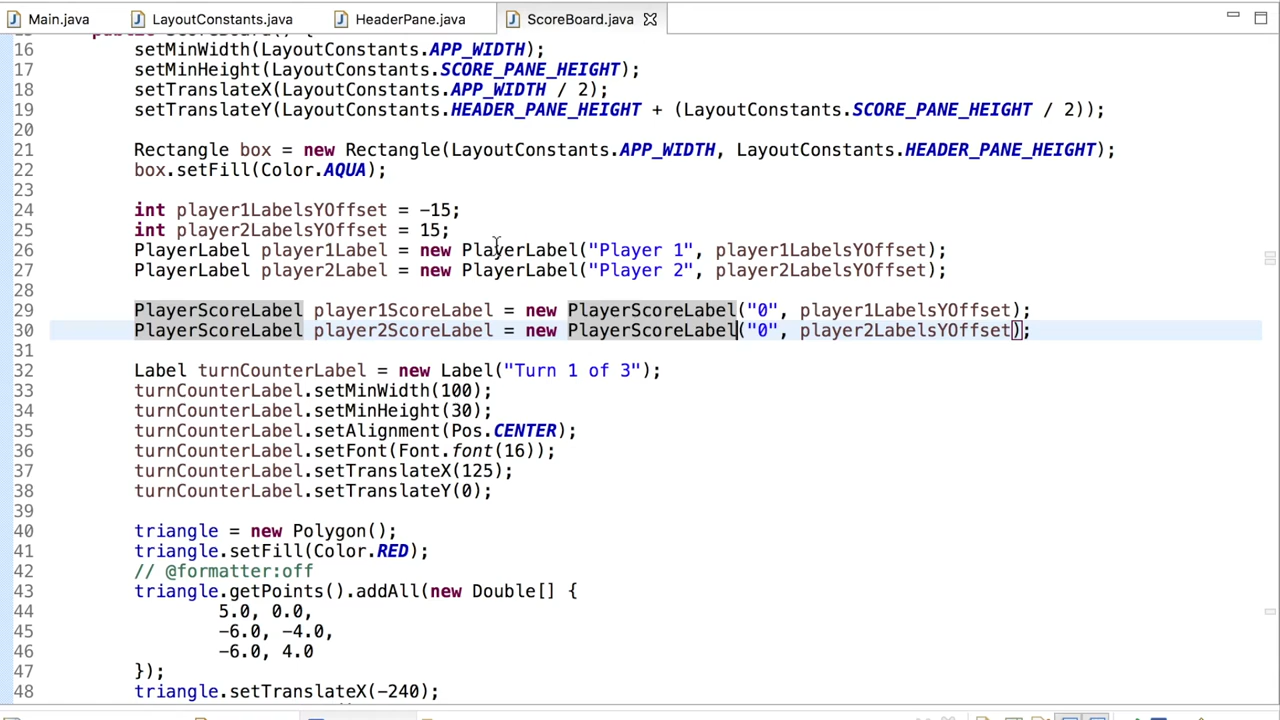 Main.java LayoutConstants.java HeaderPane.java ScoreBoard.java
16 setMinWidth(LayoutConstants.APP_WIDTH);
17 setMinHeight(LayoutConstants.SCORE_PANE_HEIGHT);
18 setTranslateX(LayoutConstants.APP_WIDTH / 2);
19 setTranslateY(LayoutConstants.HEADER_PANE_HEIGHT + (LayoutConstants.SCORE_PANE_HEIGHT / 2));
20
21 Rectangle box = new Rectangle(LayoutConstants.APP_WIDTH, LayoutConstants.HEADER_PANE_HEIGHT);
22 box.setFill(Color.AQUA);
23
24 int player1LabelsYOffset = -15;
25 int player2LabelsYOffset = 15;
26 PlayerLabel player1Label = new PlayerLabel("Player 1", player1LabelsYOffset);
27 PlayerLabel player2Label = new PlayerLabel("Player 2", player2LabelsYOffset);
28
29 PlayerScoreLabel player1ScoreLabel = new PlayerScoreLabel("0", player1LabelsYOffset);
30 PlayerScoreLabel player2ScoreLabel = new PlayerScoreLabel("0", player2LabelsYOffset);
31
32 Label turnCounterLabel = new Label("Turn 1 of 3");
33 turnCounterLabel.setMinWidth(100);
34 turnCounterLabel.setMinHeight(30);
35 turnCounterLabel.setAlignment(Pos.CENTER);
36 turnCounterLabel.setFont(Font.font(16));
37 turnCounterLabel.setTranslateX(125);
38 turnCounterLabel.setTranslateY(0);
39
40 triangle = new Polygon();
41 triangle.setFill(Color.RED);
42 // @formatter:off
43 triangle.getPoints().addAll(new Double[] {
44 5.0, 0.0,
45 -6.0, -4.0,
46 -6.0, 4.0
47 });
48 triangle.setTranslateX(-240);